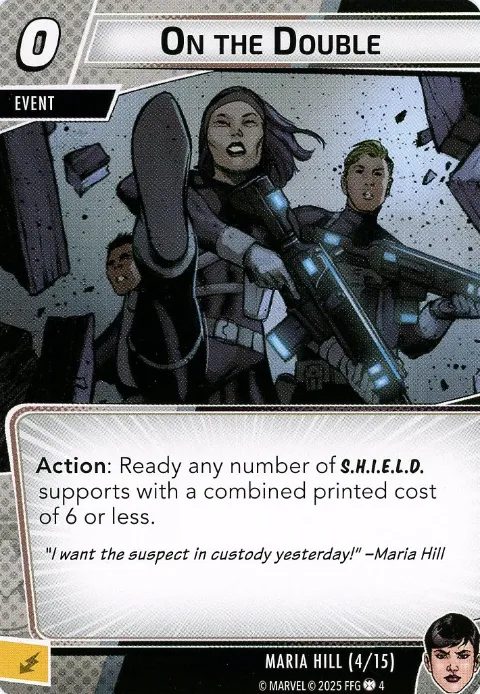 0
ON THE DOUBLE
EVENT
Action: Ready any number of S.H.I.E.L.D.
supports with a combined printed cost
of 6 or less.
"I want the suspect in custody yesterday!" –Maria Hill
MARIA HILL (4/15)
© MARVEL © 2025 FFG 4